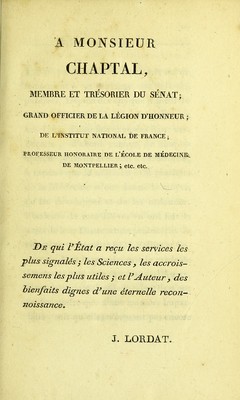 A MONSIEUR
CHAPTAL,
MEMBRE ET TRÉSORIER DU SÉNAT;
GRAND OFFICIER DE LA LÉGION D'HONNEUR;
DE L'INSTITUT NATIONAL DE FRANCE;
PROFESSEUR HONORAIRE DE L'ÉCOLE DE MÉDECINE
DE MONTPELLIER; etc. etc.
DE qui l'État a reçu les services les
plus signalés; les Sciences, les accrois-
semens les plus utiles; et l'Auteur, des
bienfaits dignes d'une éternelle recon-
noissance.
J. LORDAT.